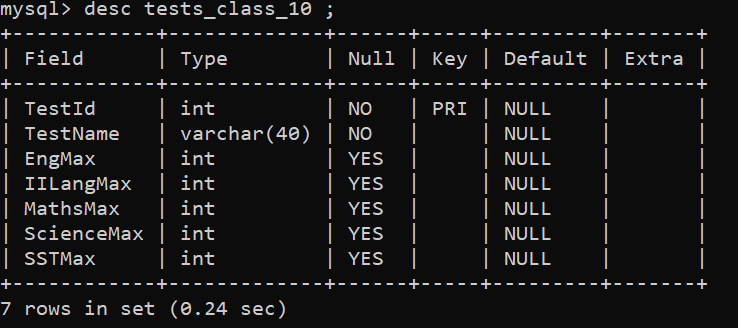 mysql> desc tests_class_10 ;
+------------+-------------+------+-----+---------+-------+
| Field      | Type        | Null | Key | Default | Extra |
+------------+-------------+------+-----+---------+-------+
| TestId     | int         | NO   | PRI | NULL    |       |
| TestName   | varchar(40) | NO   |     | NULL    |       |
| EngMax     | int         | YES  |     | NULL    |       |
| IILangMax  | int         | YES  |     | NULL    |       |
| MathsMax   | int         | YES  |     | NULL    |       |
| ScienceMax | int         | YES  |     | NULL    |       |
| SSTMax     | int         | YES  |     | NULL    |       |
+------------+-------------+------+-----+---------+-------+
7 rows in set (0.24 sec)